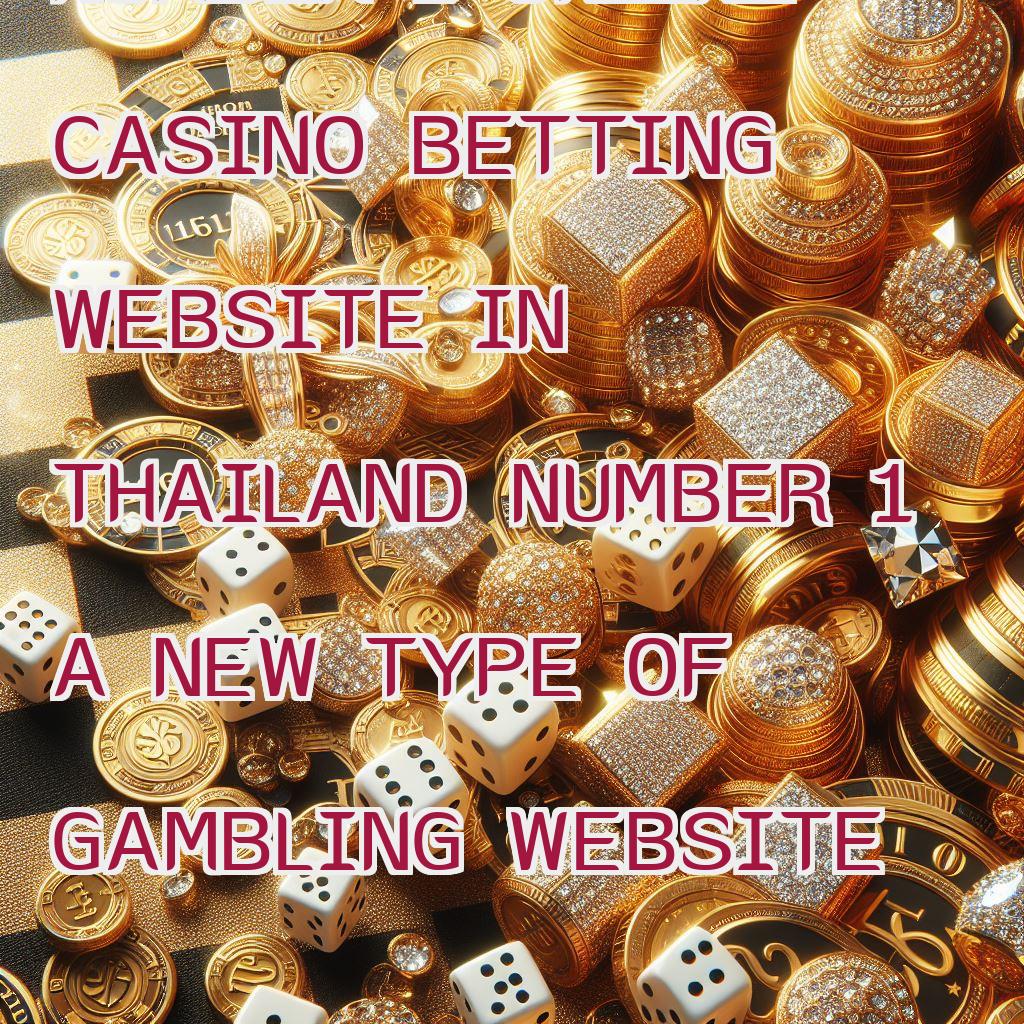 CASINO BETTING
WEBSITE IN
THAILAND NUMBER 1
A NEW TYPE OF
GAMBLING WEBSITE